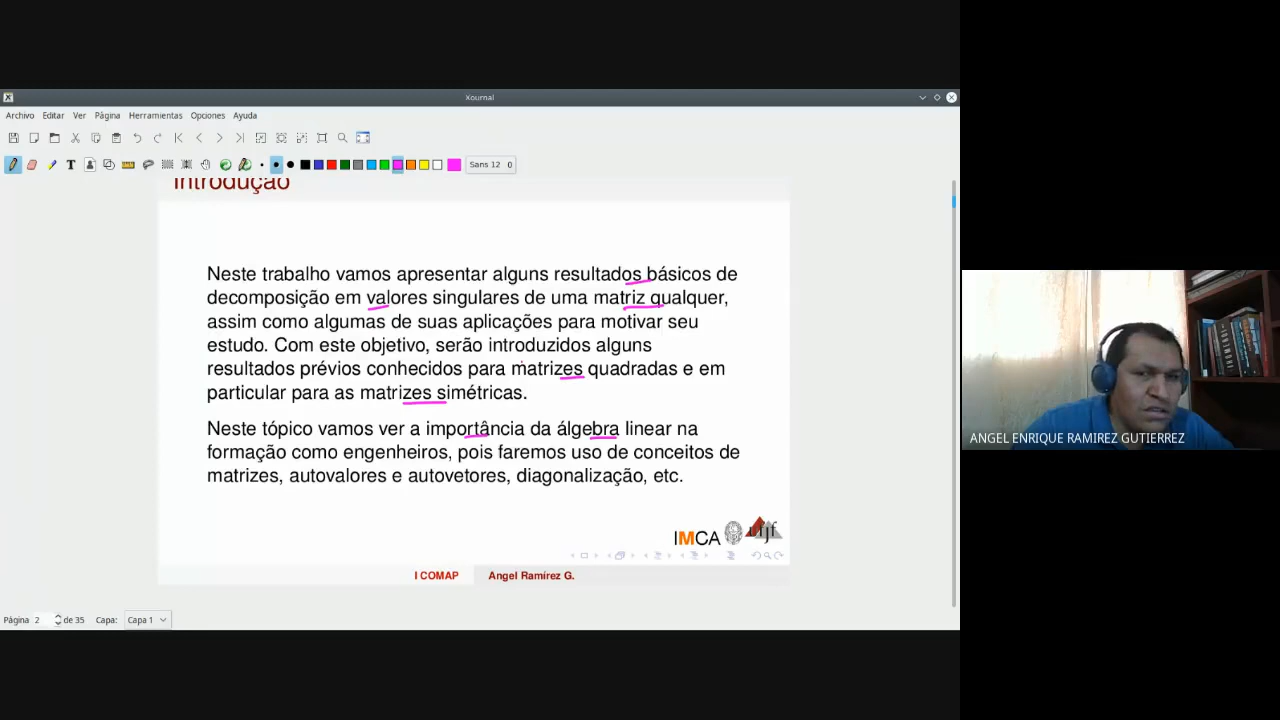 Xournal
Archivo Editar Ver Página Herramientas Opciones Ayuda
Sans 12 0
Introdução
Neste trabalho vamos apresentar alguns resultados básicos de
decomposição em valores singulares de uma matriz qualquer,
assim como algumas de suas aplicações para motivar seu
estudo. Com este objetivo, serão introduzidos alguns
resultados prévios conhecidos para matrizes quadradas e em
particular para as matrizes simétricas.
Neste tópico vamos ver a importância da álgebra linear na
formação como engenheiros, pois faremos uso de conceitos de
matrizes, autovalores e autovetores, diagonalização, etc.
IMCA ufjf
I COMAP Angel Ramírez G.
Página 2 de 35 Capa: Capa 1
ANGEL ENRIQUE RAMIREZ GUTIERREZ